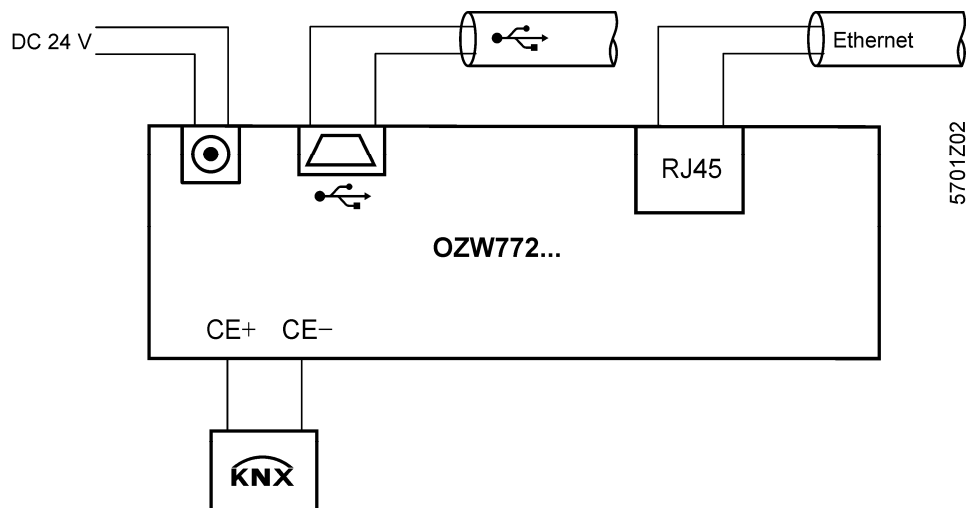 DC 24 V
Ethernet
RJ45
5701Z02
OZW772...
CE+ CE−
KNX